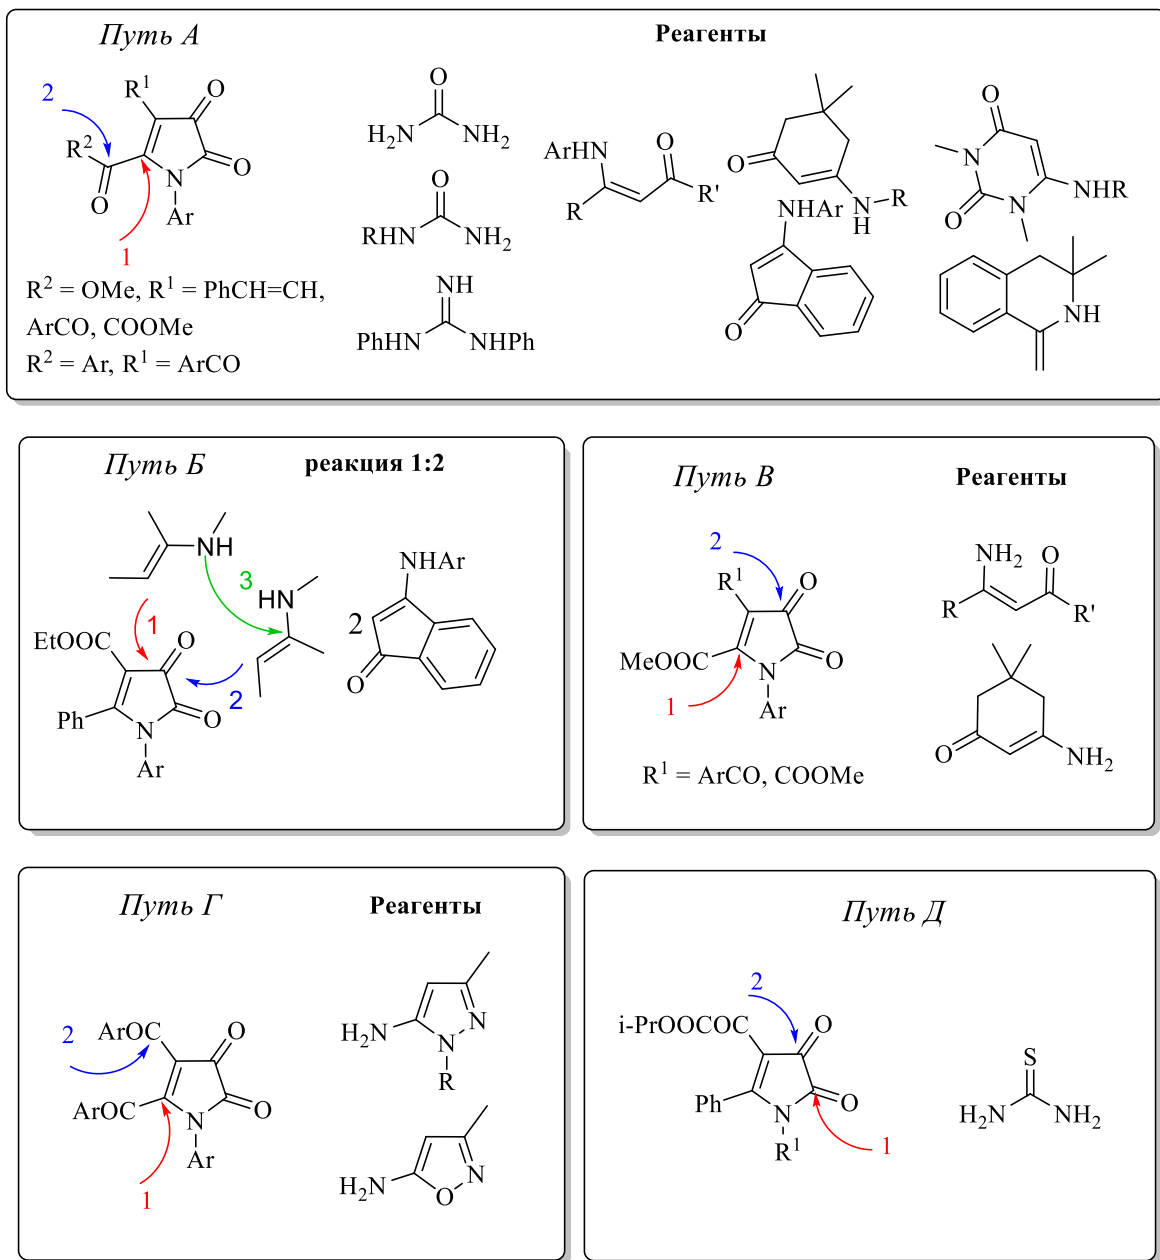 Путь А
Реагенты
2
R1
O
O
R2
O
N
Ar
1
R2 = OMe, R1 = PhCH=CH,
ArCO, COOMe
R2 = Ar, R1 = ArCO
O
H2N
NH2
O
RHN
NH2
NH
PhHN
NHPh
ArHN
O
R
R'
O
N
H
R
NHAr
O
O
N
O
N
NHR
NH
Путь Б
реакция 1:2
NH
3
HN
NHAr
1
2
EtOOC
O
2
O
O
Ph
N
Ar
Путь В
Реагенты
2
R1
O
O
MeOOC
N
1
Ar
R1 = ArCO, COOMe
NH2
O
R
R'
O
NH2
Путь Г
Реагенты
2
ArOC
O
O
ArOC
N
Ar
1
H2N
N
N
R
H2N
O
N
Путь Д
2
i-PrOOCOC
O
O
Ph
N
R1
1
S
H2N
NH2